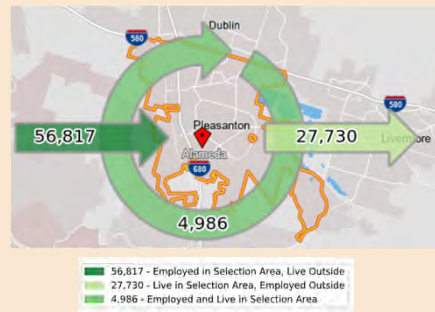 Dublin
580
56,817
Pleasanton
27,730
580
Livermore
Alameda
680
4,986
56,817 - Employed in Selection Area, Live Outside
27,730 - Live in Selection Area, Employed Outside
4,986 - Employed and Live in Selection Area